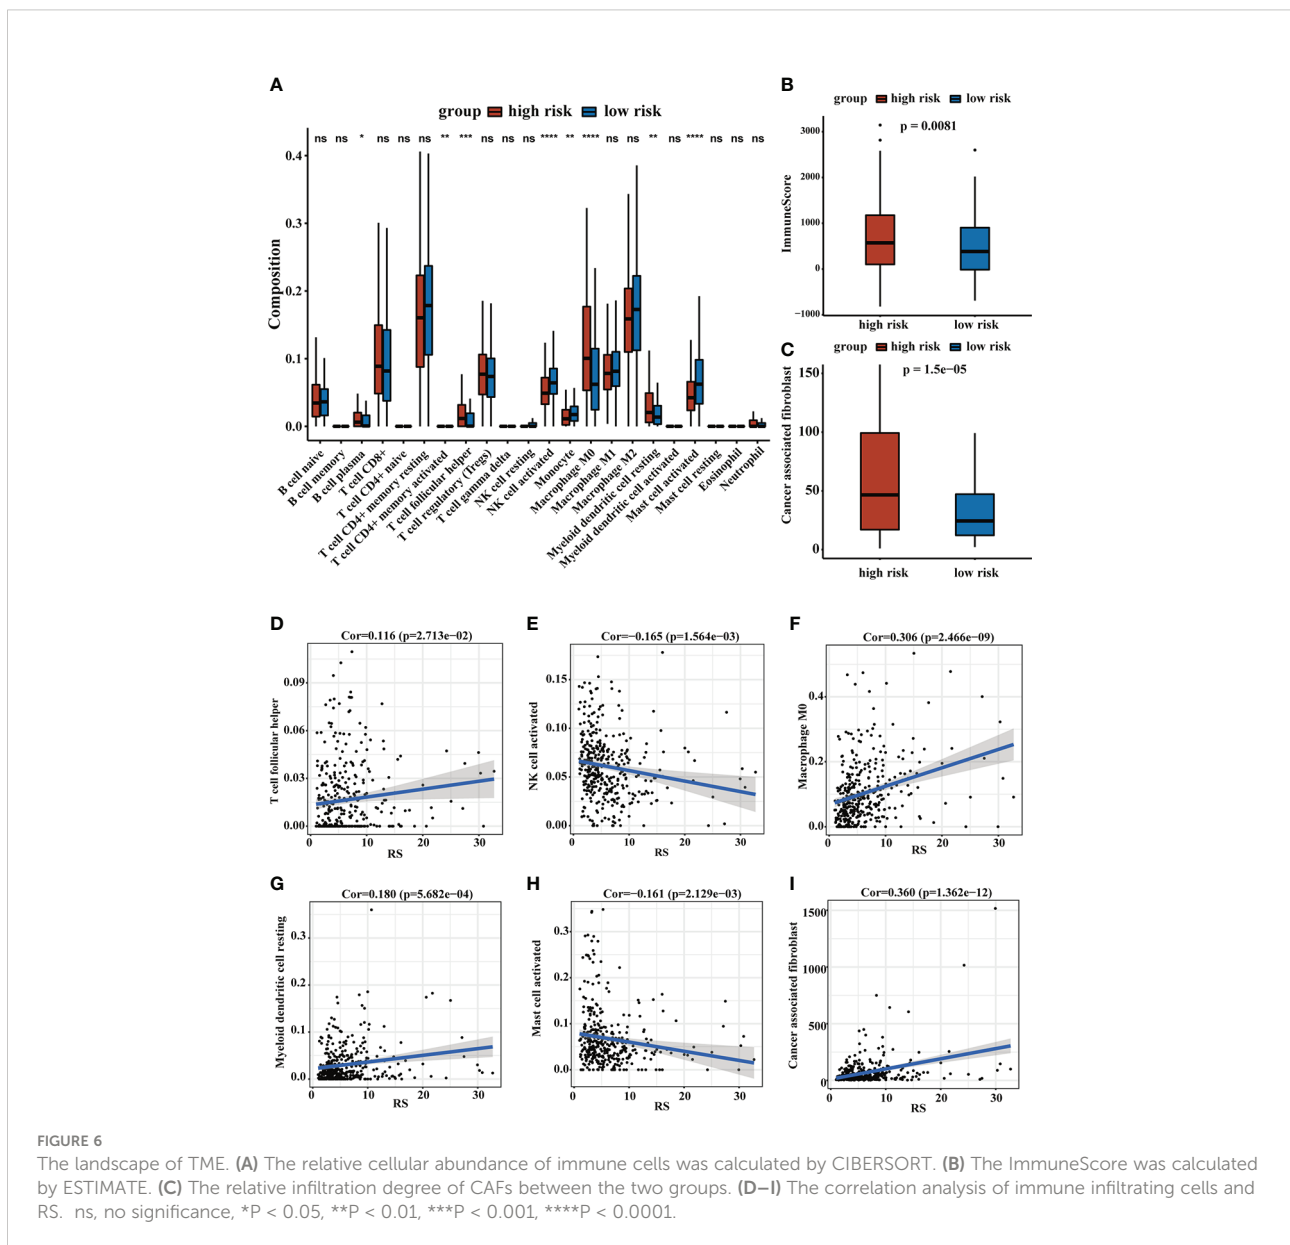 A
group high risk low risk
ns ns * ns ns ns ** *** ns ns ns **** ** **** ns ns ** ns **** ns ns ns
Composition
0.4
0.3
0.2
0.1
0.0
B cell naive
B cell memory
B cell plasma
T cell CD8+
T cell CD4+ naive
T cell CD4+ memory resting
T cell CD4+ memory activated
T cell follicular helper
T cell regulatory (Tregs)
T cell gamma delta
NK cell resting
NK cell activated
Monocyte
Macrophage M0
Macrophage M1
Macrophage M2
Myeloid dendritic cell resting
Myeloid dendritic cell activated
Mast cell activated
Mast cell resting
Eosinophil
Neutrophil
B
group high risk low risk
p = 0.0081
ImmuneScore
3000
2000
1000
0
−1000
high risk low risk
C
group high risk low risk
p = 1.5e−05
Cancer associated fibroblast
150
100
50
0
high risk low risk
D
Cor=0.116 (p=2.713e−02)
T cell follicular helper
0.09
0.06
0.03
0.00
0 10 20 30
RS
E
Cor=−0.165 (p=1.564e−03)
NK cell activated
0.15
0.10
0.05
0.00
0 10 20 30
RS
F
Cor=0.306 (p=2.466e−09)
Macrophage M0
0.4
0.2
0.0
0 10 20 30
RS
G
Cor=0.180 (p=5.682e−04)
Myeloid dendritic cell resting
0.3
0.2
0.1
0.0
0 10 20 30
RS
H
Cor=−0.161 (p=2.129e−03)
Mast cell activated
0.3
0.2
0.1
0.0
0 10 20 30
RS
I
Cor=0.360 (p=1.362e−12)
Cancer associated fibroblast
1500
1000
500
0
0 10 20 30
RS
FIGURE 6
The landscape of TME. (A) The relative cellular abundance of immune cells was calculated by CIBERSORT. (B) The ImmuneScore was calculated
by ESTIMATE. (C) The relative infiltration degree of CAFs between the two groups. (D–I) The correlation analysis of immune infiltrating cells and
RS. ns, no significance, *P < 0.05, **P < 0.01, ***P < 0.001, ****P < 0.0001.